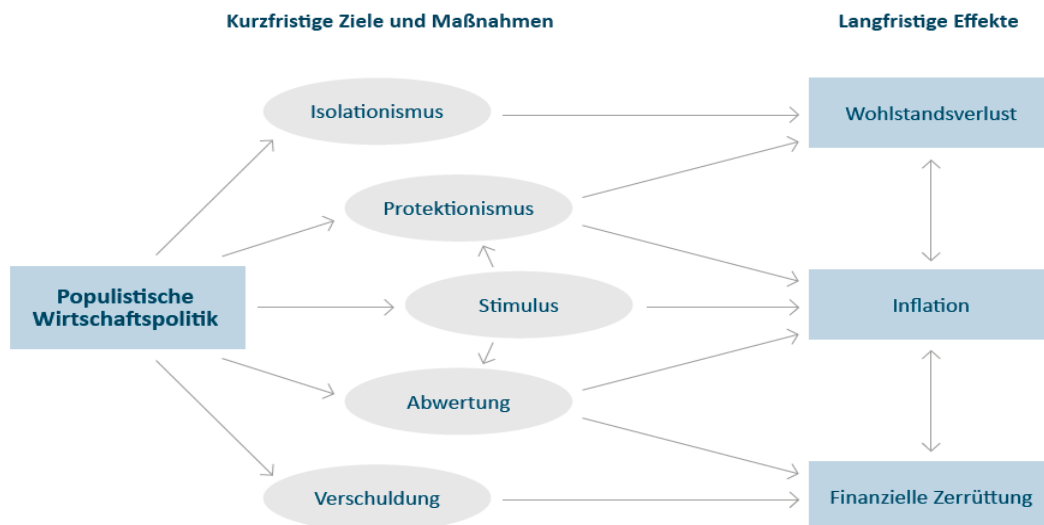 Kurzfristige Ziele und Maßnahmen
Langfristige Effekte
Isolationismus
Wohlstandsverlust
Protektionismus
Populistische
Wirtschaftspolitik
Stimulus
Inflation
Abwertung
Verschuldung
Finanzielle Zerrüttung